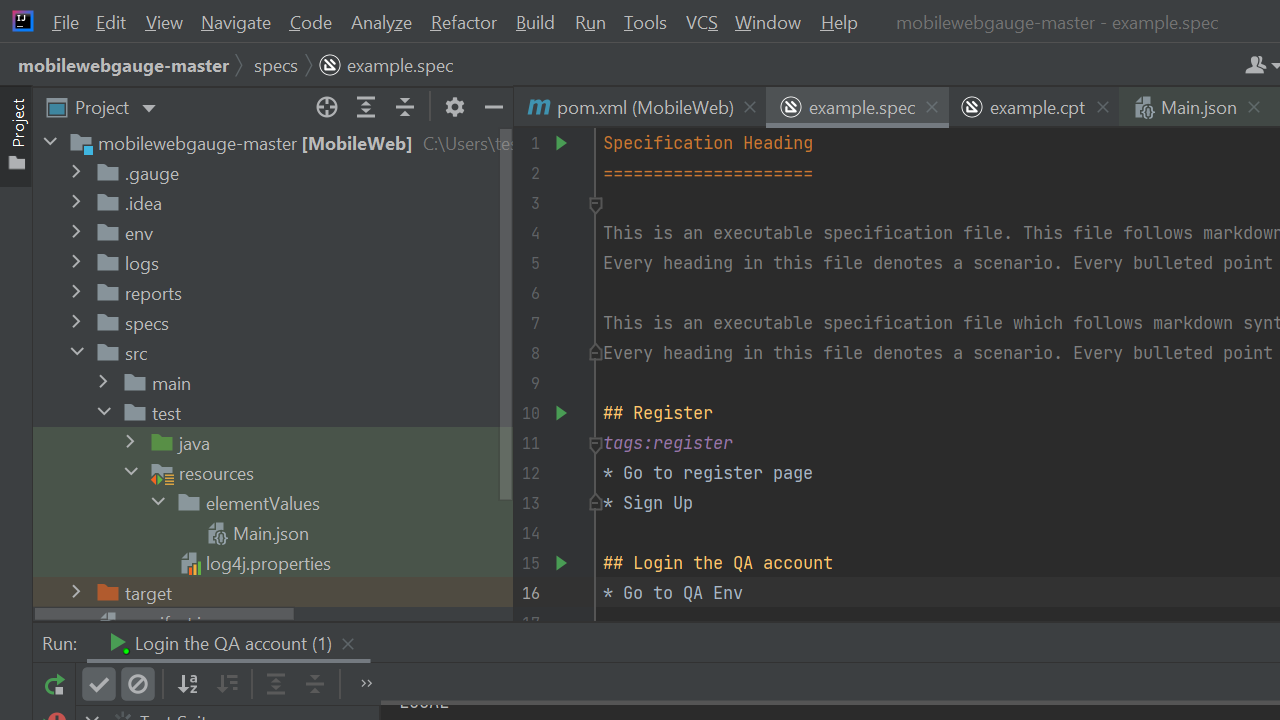 File Edit View Navigate Code Analyze Refactor Build Run Tools VCS Window Help mobilewebgauge-master - example.spec
mobilewebgauge-master specs example.spec
Project
Project
pom.xml (MobileWeb) example.spec example.cpt Main.json
mobilewebgauge-master [MobileWeb] C:\Users\te
.gauge
.idea
env
logs
reports
specs
src
main
test
java
resources
elementValues
Main.json
log4j.properties
target
1 Specification Heading
2 =====================
3
4 This is an executable specification file. This file follows markdown
5 Every heading in this file denotes a scenario. Every bulleted point
6
7 This is an executable specification file which follows markdown synt
8 Every heading in this file denotes a scenario. Every bulleted point
9
10 ## Register
11 tags:register
12 * Go to register page
13 * Sign Up
14
15 ## Login the QA account
16 * Go to QA Env
17
Run: Login the QA account (1)